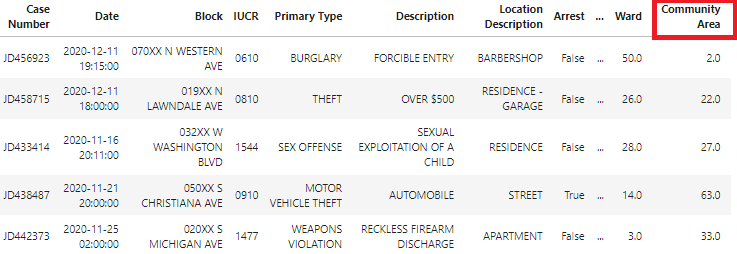 Case Number Date Block IUCR Primary Type Description Location Description Arrest ... Ward Community Area
JD456923 2020-12-11 19:15:00 070XX N WESTERN AVE 0610 BURGLARY FORCIBLE ENTRY BARBERSHOP False ... 50.0 2.0
JD458715 2020-12-11 18:00:00 019XX N LAWNDALE AVE 0810 THEFT OVER $500 RESIDENCE - GARAGE False ... 26.0 22.0
JD433414 2020-11-16 20:11:00 032XX W WASHINGTON BLVD 1544 SEX OFFENSE SEXUAL EXPLOITATION OF A CHILD RESIDENCE False ... 28.0 27.0
JD438487 2020-11-21 20:00:00 050XX S CHRISTIANA AVE 0910 MOTOR VEHICLE THEFT AUTOMOBILE STREET True ... 14.0 63.0
JD442373 2020-11-25 02:00:00 020XX S MICHIGAN AVE 1477 WEAPONS VIOLATION RECKLESS FIREARM DISCHARGE APARTMENT False ... 3.0 33.0